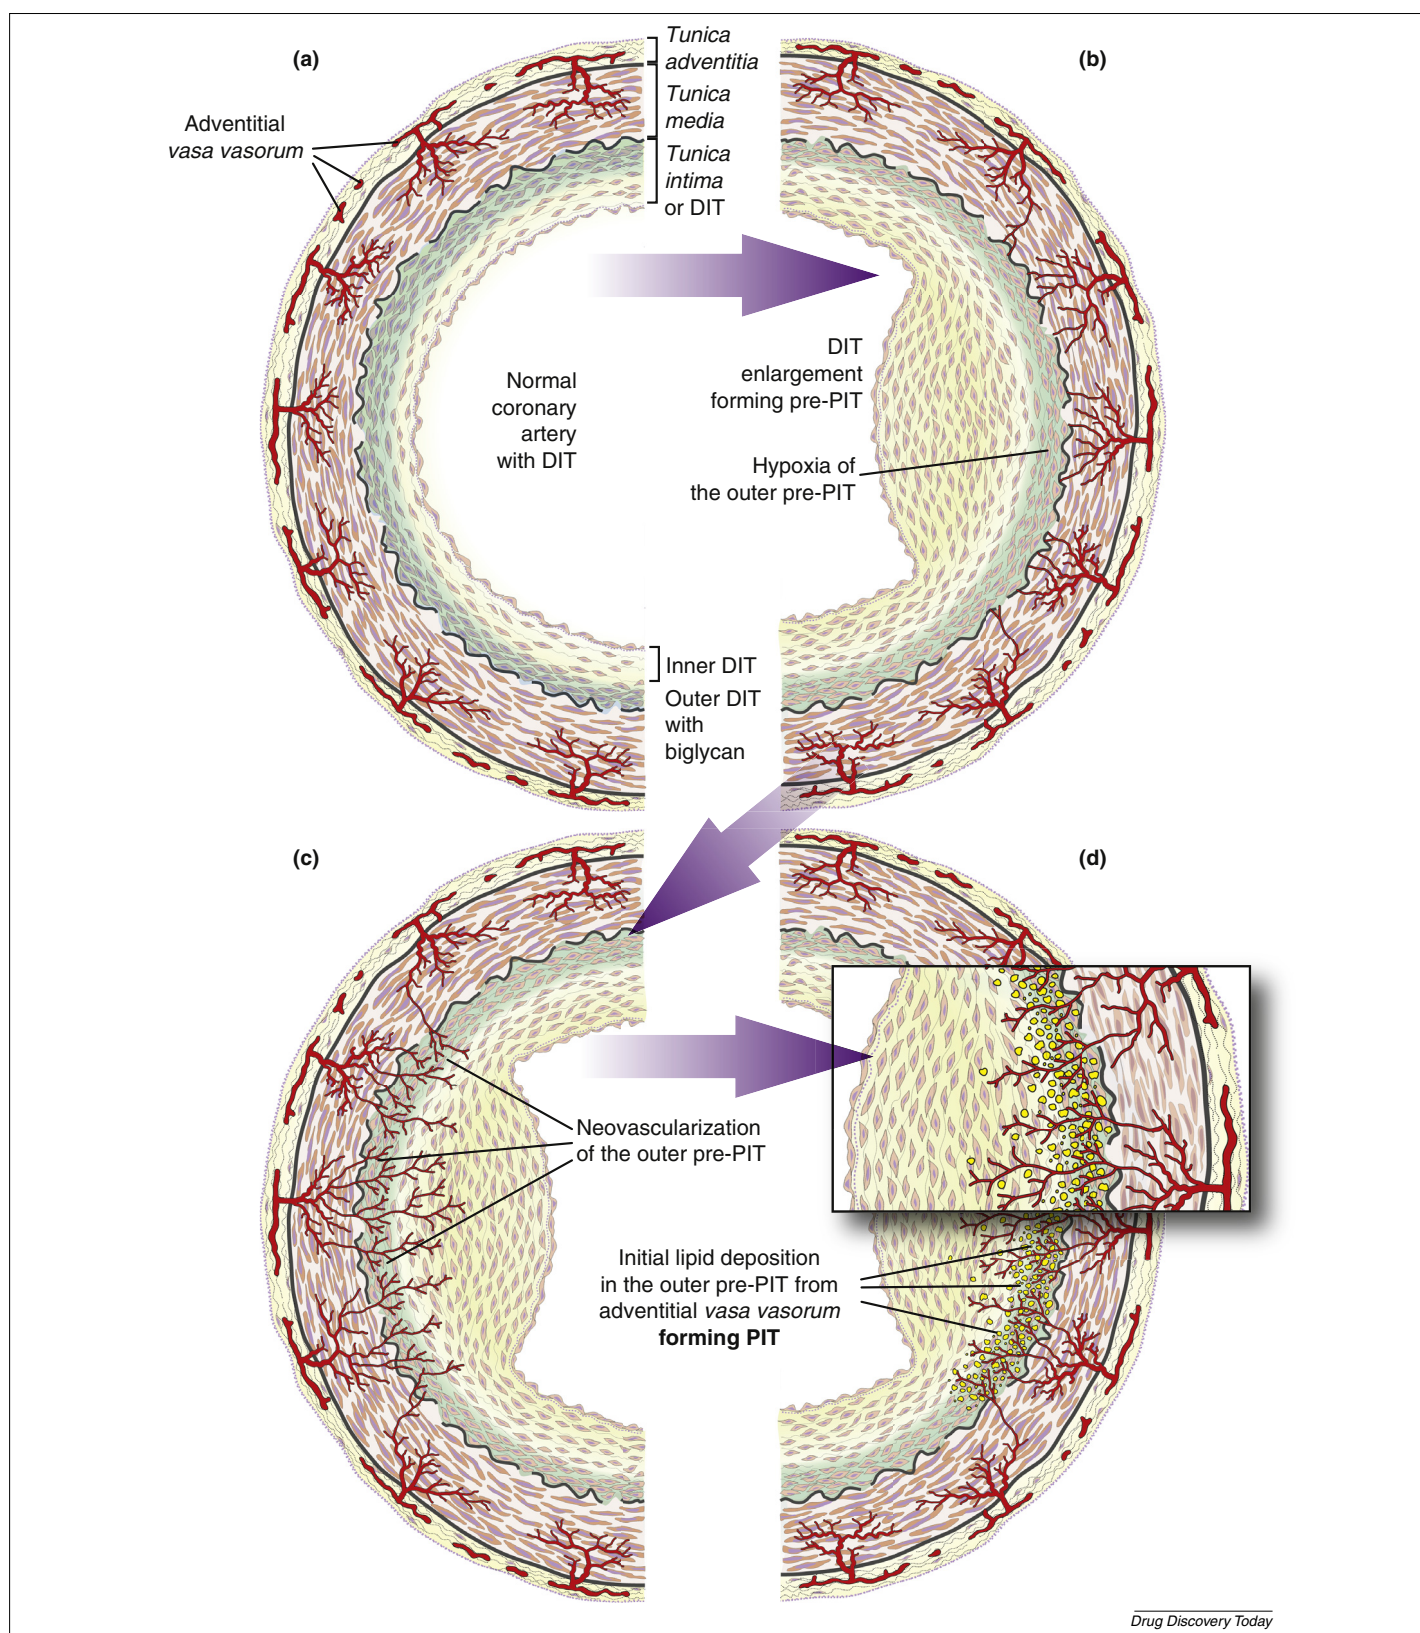 (a)
Tunica
adventitia
Tunica
media
Tunica
intima
or DIT
Adventitial
vasa vasorum
Normal
coronary
artery
with DIT
Inner DIT
Outer DIT
with
biglycan
(b)
DIT
enlargement
forming pre-PIT
Hypoxia of
the outer pre-PIT
(c)
Neovascularization
of the outer pre-PIT
(d)
Initial lipid deposition
in the outer pre-PIT from
adventitial vasa vasorum
forming PIT
Drug Discovery Today